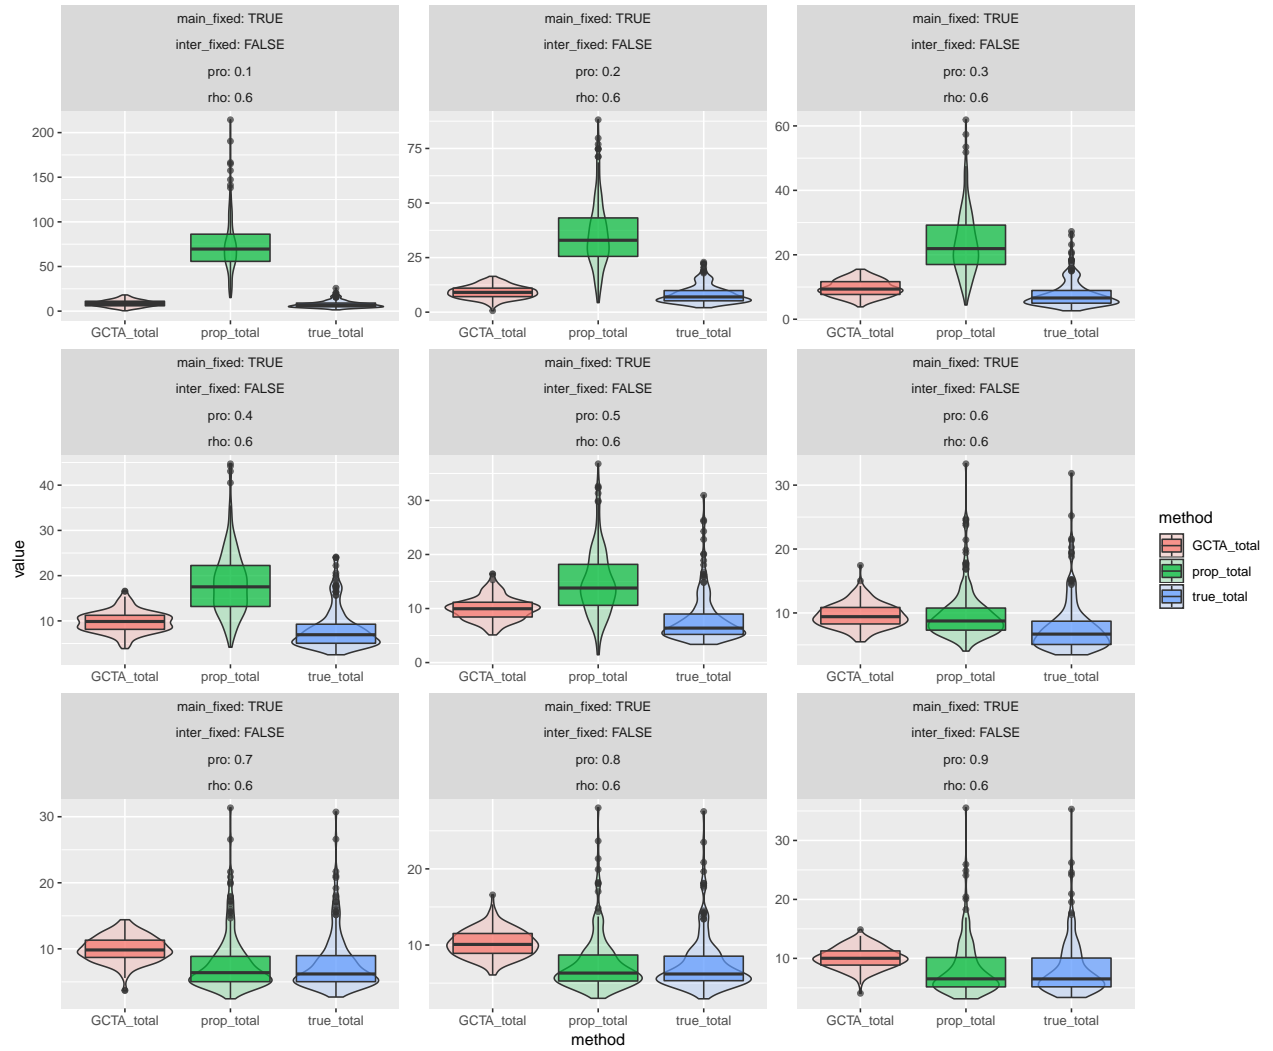 main_fixed: TRUE
inter_fixed: FALSE
pro: 0.1
rho: 0.6
200
150
100
50
0
GCTA_total prop_total true_total
main_fixed: TRUE
inter_fixed: FALSE
pro: 0.2
rho: 0.6
75
50
25
0
GCTA_total prop_total true_total
main_fixed: TRUE
inter_fixed: FALSE
pro: 0.3
rho: 0.6
60
40
20
0
GCTA_total prop_total true_total
main_fixed: TRUE
inter_fixed: FALSE
pro: 0.4
rho: 0.6
40
30
20
10
GCTA_total prop_total true_total
main_fixed: TRUE
inter_fixed: FALSE
pro: 0.5
rho: 0.6
30
20
10
0
GCTA_total prop_total true_total
main_fixed: TRUE
inter_fixed: FALSE
pro: 0.6
rho: 0.6
30
20
10
GCTA_total prop_total true_total
main_fixed: TRUE
inter_fixed: FALSE
pro: 0.7
rho: 0.6
30
20
10
GCTA_total prop_total true_total
main_fixed: TRUE
inter_fixed: FALSE
pro: 0.8
rho: 0.6
20
10
GCTA_total prop_total true_total
main_fixed: TRUE
inter_fixed: FALSE
pro: 0.9
rho: 0.6
30
20
10
GCTA_total prop_total true_total
value
method
method
GCTA_total
prop_total
true_total